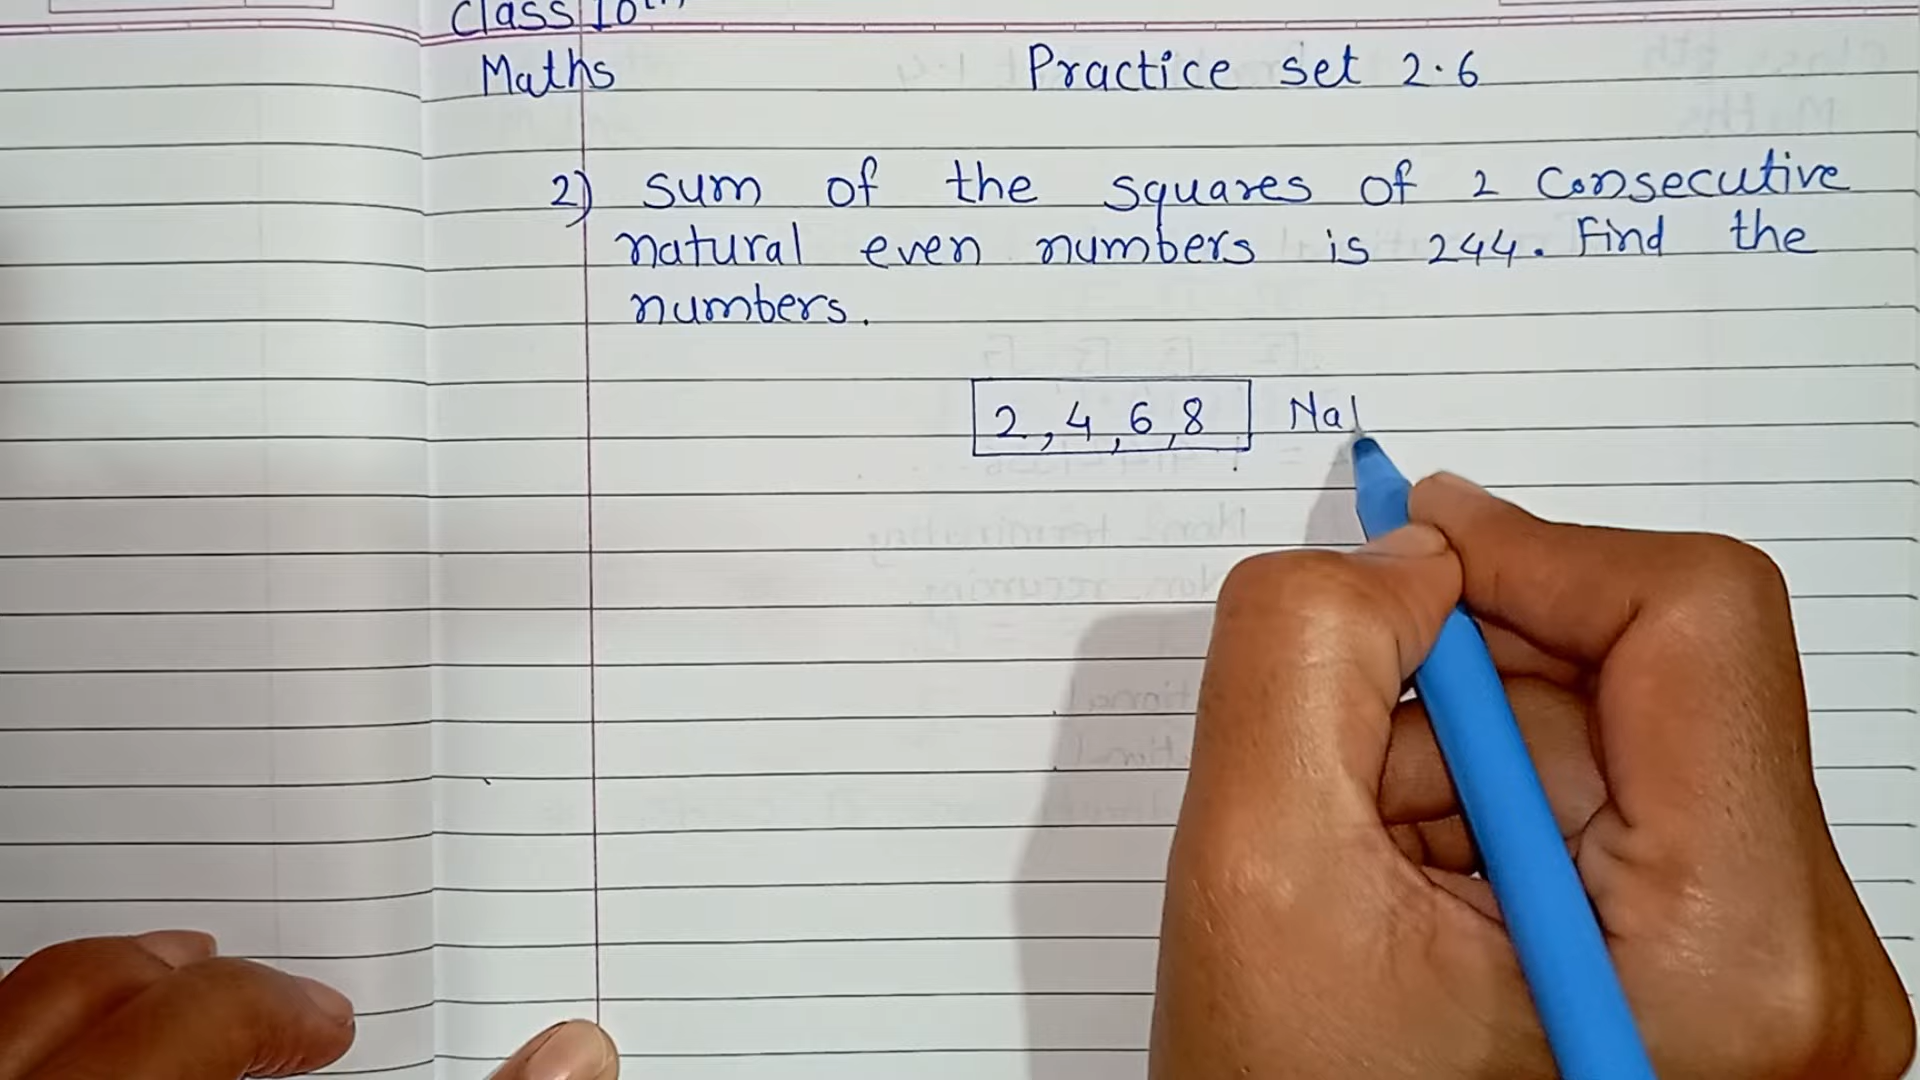 Class 10th
Maths
Practice set 2.6
2) sum of the squares of 2 consecutive
natural even numbers is 244. Find the
numbers.
2, 4, 6, 8 Nat